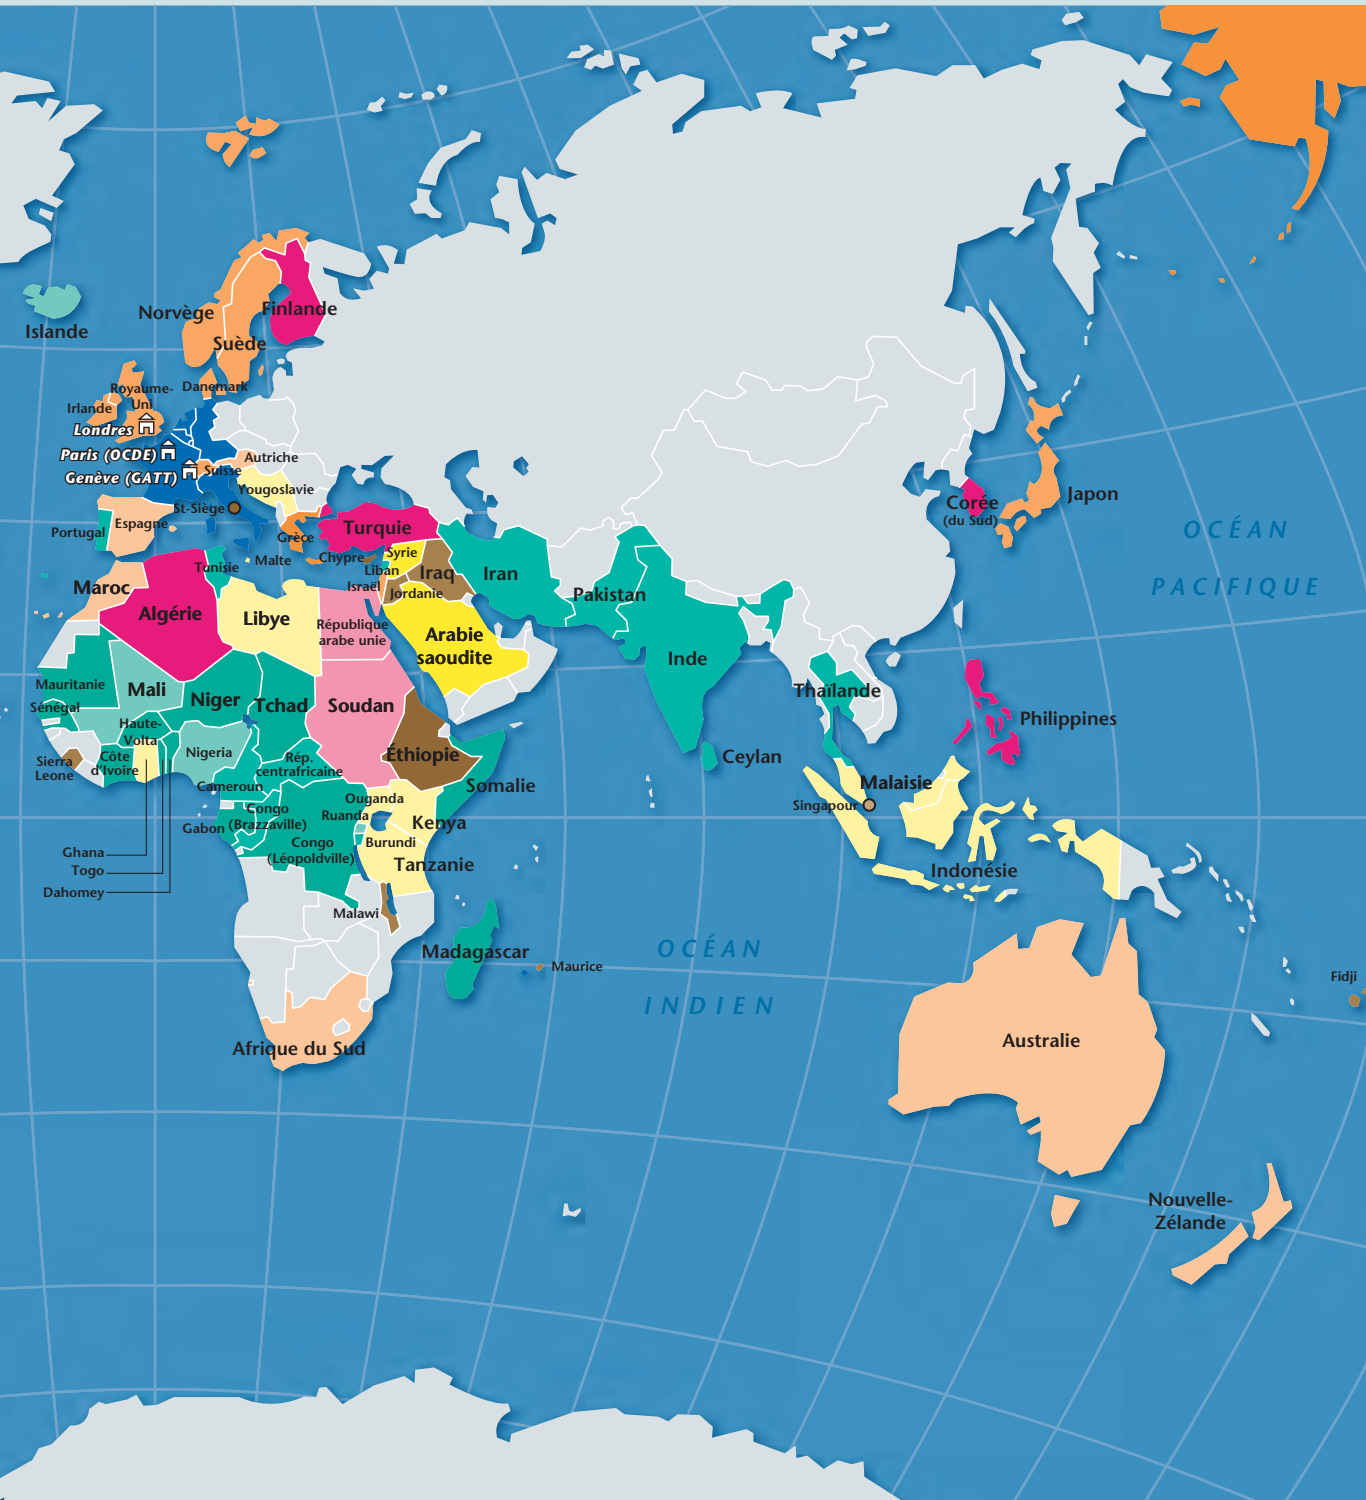 Norvège
Finlande
Islande
Suède
Royaume-
Uni
Danemark
Irlande
Londres
Paris (OCDE)
Genève (GATT)
Autriche
Suisse
Yougoslavie
St-Siège
Espagne
Portugal
Grèce
Turquie
Malte
Chypre
Syrie
Liban
Israël
Iraq
Jordanie
Iran
Pakistan
Corée
(du Sud)
Japon
OCÉAN
PACIFIQUE
Tunisie
Maroc
Algérie
Libye
République
arabe unie
Arabie
saoudite
Inde
Thaïlande
Philippines
Mauritanie
Mali
Niger
Tchad
Soudan
Sénégal
Haute-
Volta
Nigeria
Côte
d'Ivoire
Sierra
Leone
Rép.
centrafricaine
Éthiopie
Somalie
Ceylan
Malaisie
Singapour
Cameroun
Ouganda
Congo
(Brazzaville)
Ruanda
Kenya
Gabon
Burundi
Congo
(Léopoldville)
Tanzanie
Ghana
Togo
Dahomey
Indonésie
Malawi
Madagascar
Maurice
OCÉAN
INDIEN
Fidji
Afrique du Sud
Australie
Nouvelle-
Zélande